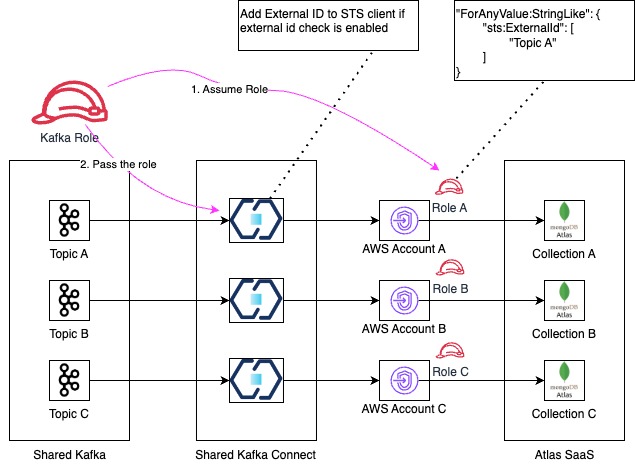 Add External ID to STS client if
external id check is enabled
"ForAnyValue:StringLike": {
"sts:ExternalId": [
"Topic A"
]
}
1. Assume Role
Kafka Role
2. Pass the role
Role A
Topic A
AWS Account A
mongoDB
Atlas
Collection A
Role B
Topic B
AWS Account B
mongoDB
Atlas
Collection B
Role C
Topic C
AWS Account C
mongoDB
Atlas
Collection C
Shared Kafka
Shared Kafka Connect
Atlas SaaS